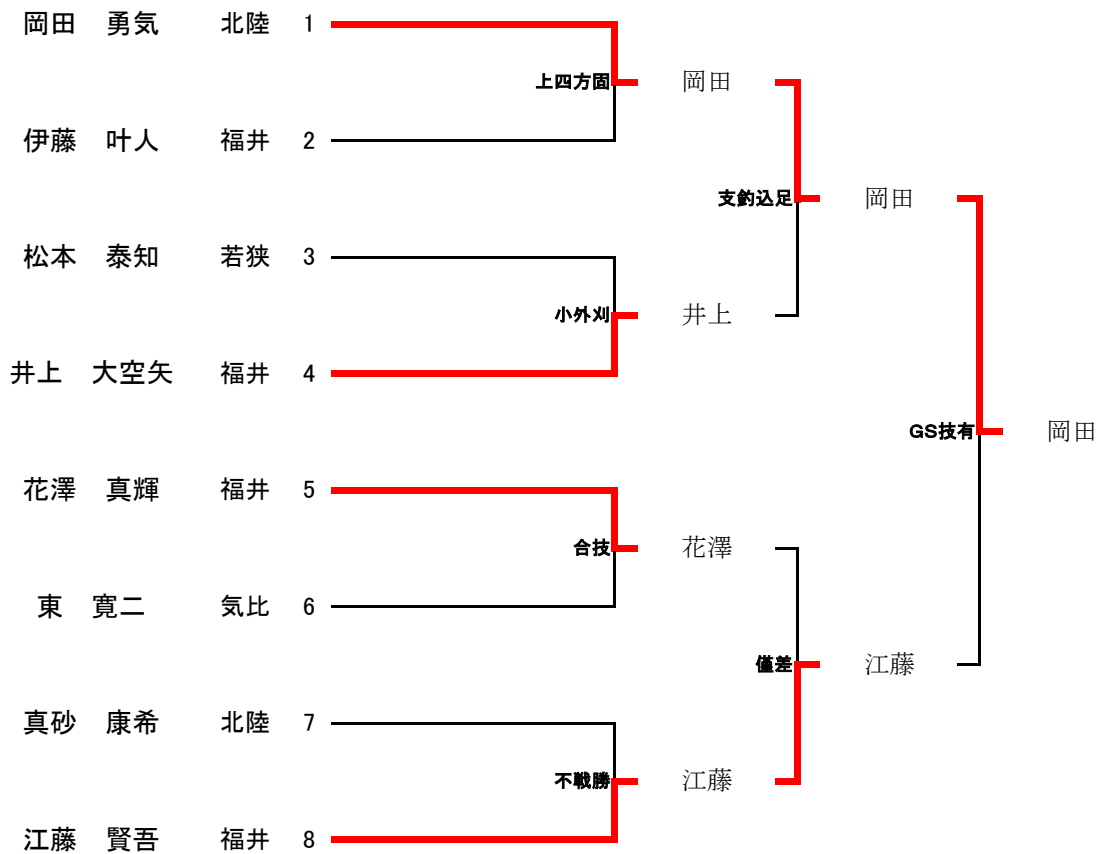 岡田　勇気　北陸　1
上四方固　岡田
伊藤　叶人　福井　2
支釣込足　岡田
松本　泰知　若狭　3
小外刈　井上
井上　大空矢　福井　4
GS技有　岡田
花澤　真輝　福井　5
合技　花澤
東　寛二　気比　6
僅差　江藤
真砂　康希　北陸　7
不戦勝　江藤
江藤　賢吾　福井　8